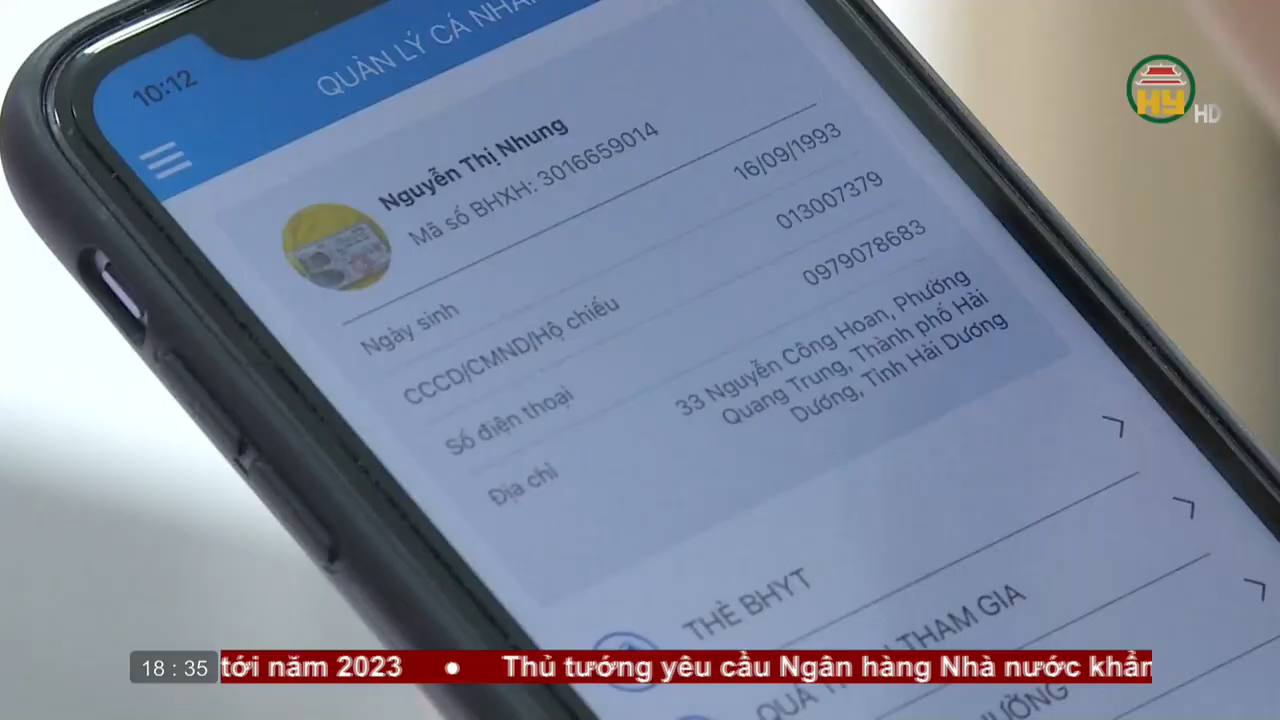 10:12
QUẢN LÝ CÁ NHÂN
HY HD
Nguyễn Thị Nhung
Mã số BHXH: 3016659014
Ngày sinh 16/09/1993
CCCD/CMND/Hộ chiếu 013007379
Số điện thoại 0979078683
Địa chỉ 33 Nguyễn Công Hoan, Phường
Quang Trung, Thành phố Hải
Dương, Tỉnh Hải Dương
THẺ BHYT
THAM GIA
18 : 35 tới năm 2023 • Thủ tướng yêu cầu Ngân hàng Nhà nước khẩn